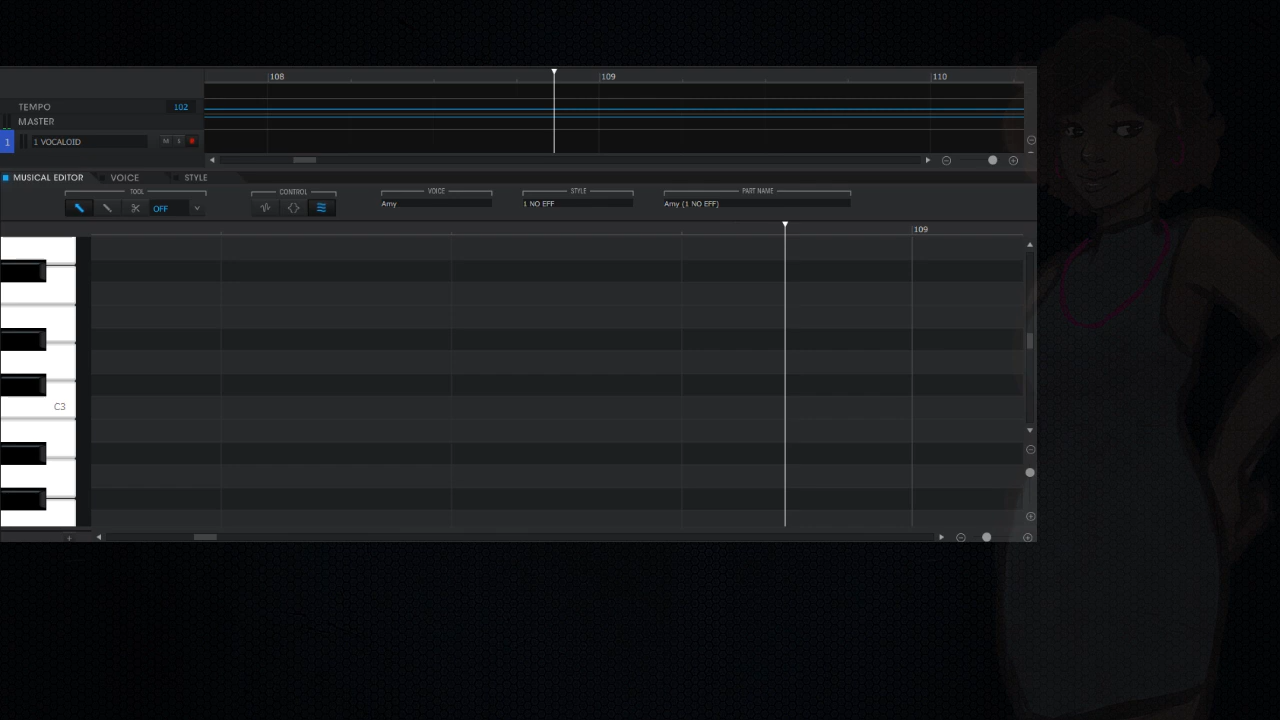 108 109 110
TEMPO 102
MASTER
1 1 VOCALOID M S
MUSICAL EDITOR VOICE STYLE
TOOL CONTROL VOICE STYLE PART NAME
OFF Amy 1 NO EFF Amy (1 NO EFF)
109
C3